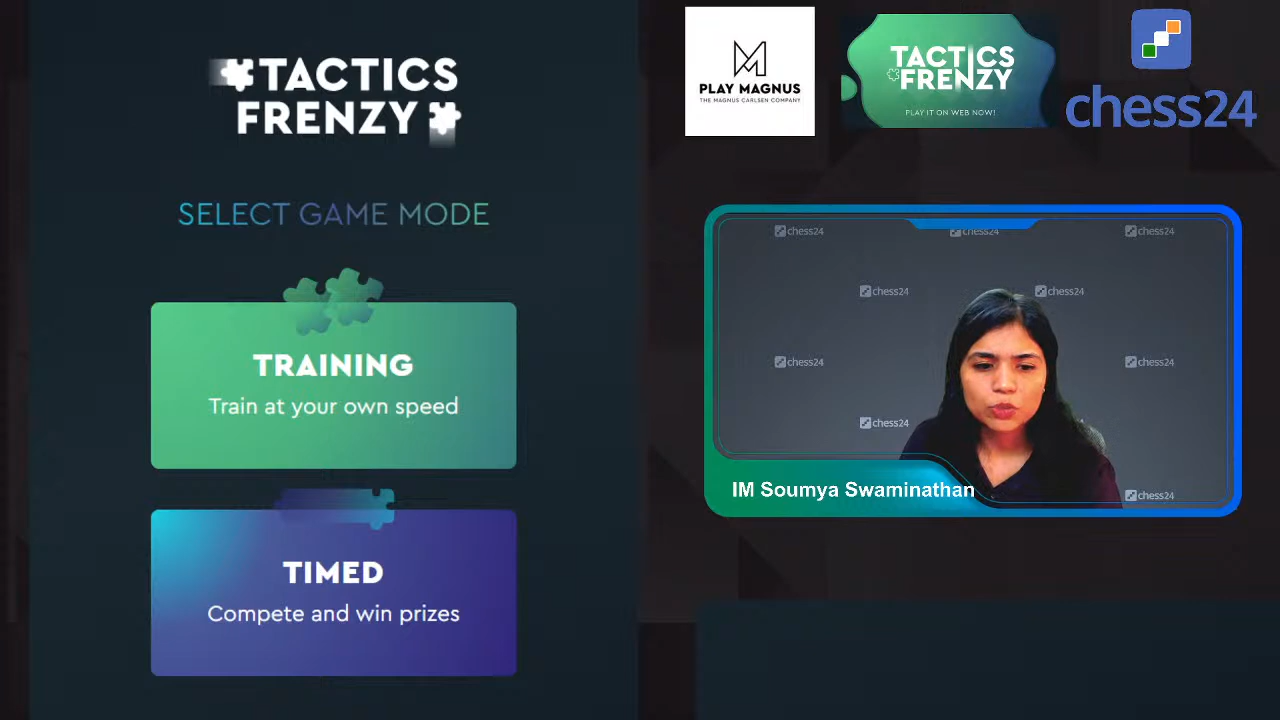 TACTICS
FRENZY
SELECT GAME MODE
TRAINING
Train at your own speed
TIMED
Compete and win prizes
PLAY MAGNUS
THE MAGNUS CARLSEN COMPANY
TACTICS
FRENZY
PLAY IT ON WEB NOW!
chess24
chess24
chess24
chess24
chess24
chess24
chess24
chess24
chess24
chess24
IM Soumya Swaminathan